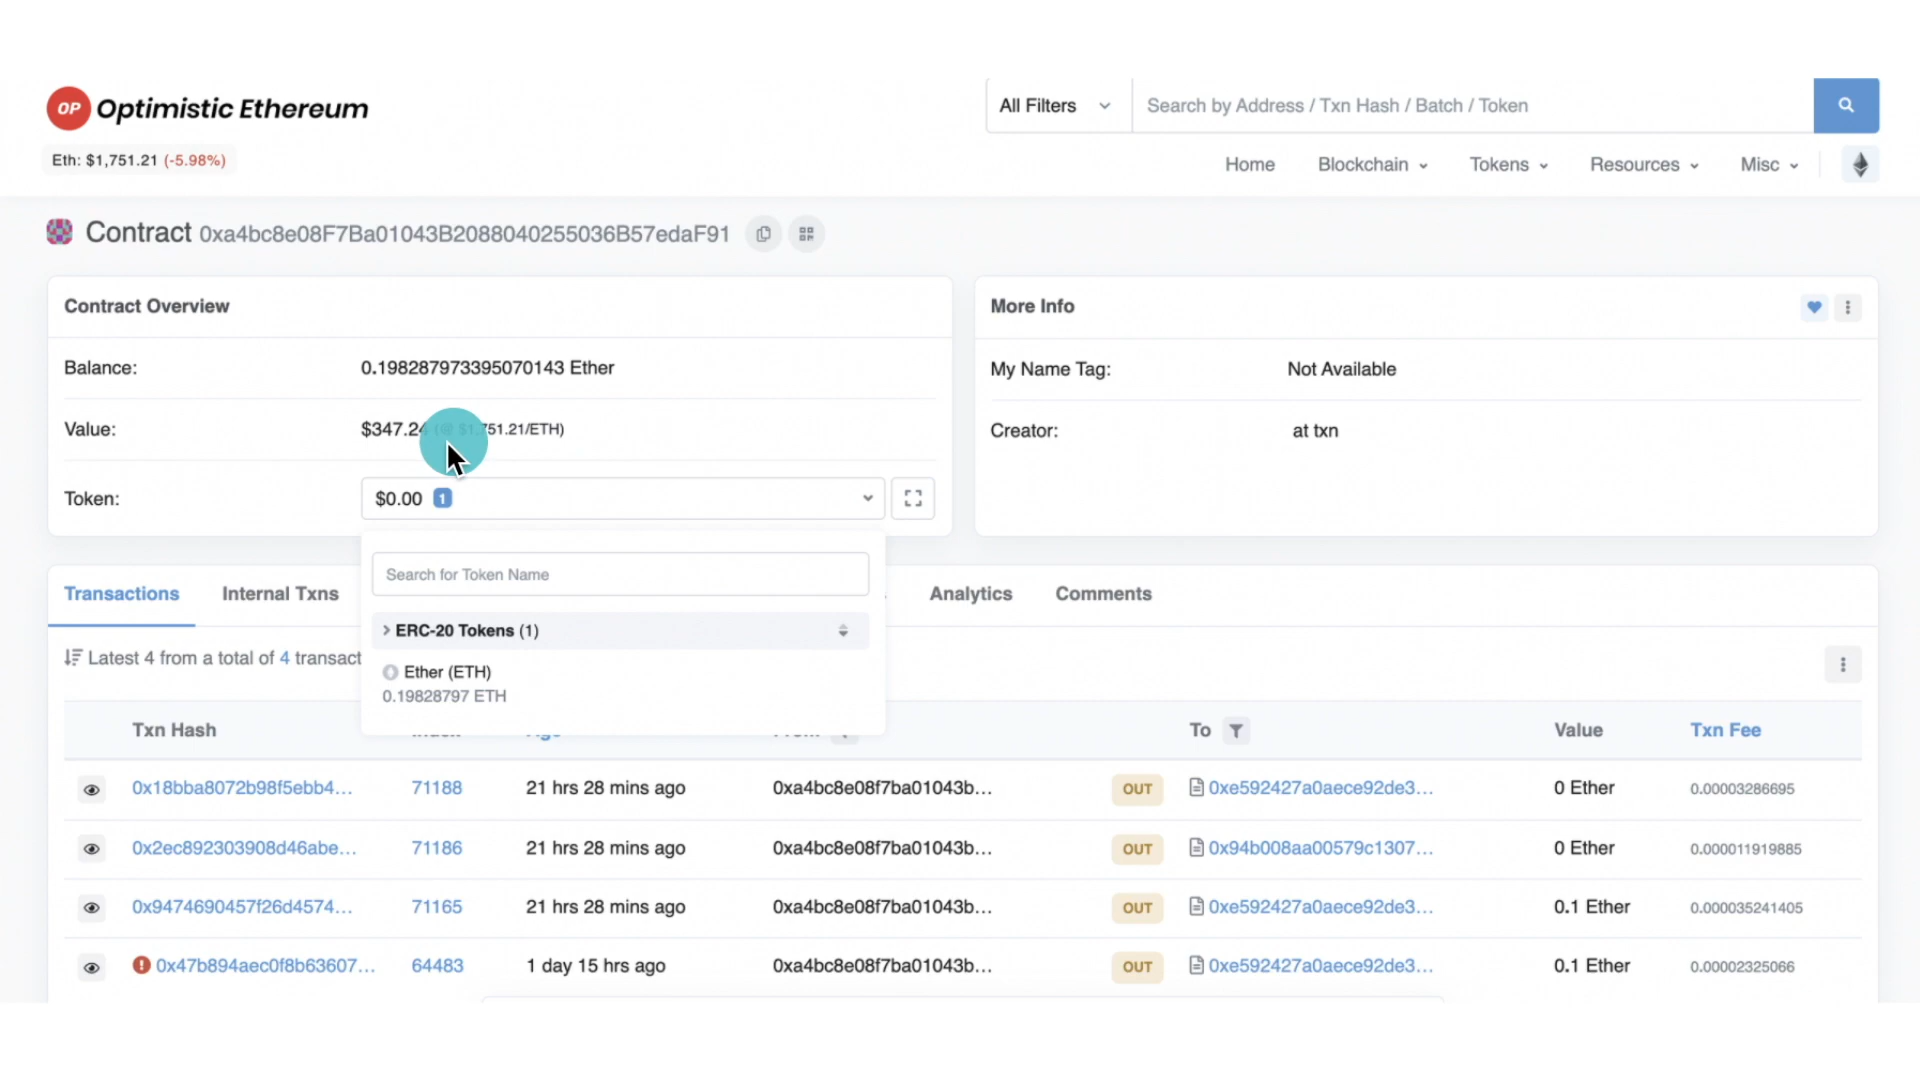 OP Optimistic Ethereum
All Filters
Search by Address / Txn Hash / Batch / Token
Eth: $1,751.21 (-5.98%)
Home Blockchain Tokens Resources Misc
Contract 0xa4bc8e08F7Ba01043B2088040255036B57edaF91
Contract Overview
Balance: 0.198287973395070143 Ether
Value: $347.24 (@ $1,751.21/ETH)
Token: $0.00 1
More Info
My Name Tag: Not Available
Creator: at txn
Search for Token Name
ERC-20 Tokens (1)
Ether (ETH)
0.19828797 ETH
Transactions Internal Txns Analytics Comments
Latest 4 from a total of 4 transact
Txn Hash To Value Txn Fee
0x18bba8072b98f5ebb4... 71188 21 hrs 28 mins ago 0xa4bc8e08f7ba01043b... OUT 0xe592427a0aece92de3... 0 Ether 0.00003286695
0x2ec892303908d46abe... 71186 21 hrs 28 mins ago 0xa4bc8e08f7ba01043b... OUT 0x94b008aa00579c1307... 0 Ether 0.000011919885
0x9474690457f26d4574... 71165 21 hrs 28 mins ago 0xa4bc8e08f7ba01043b... OUT 0xe592427a0aece92de3... 0.1 Ether 0.000035241405
0x47b894aec0f8b63607... 64483 1 day 15 hrs ago 0xa4bc8e08f7ba01043b... OUT 0xe592427a0aece92de3... 0.1 Ether 0.00002325066